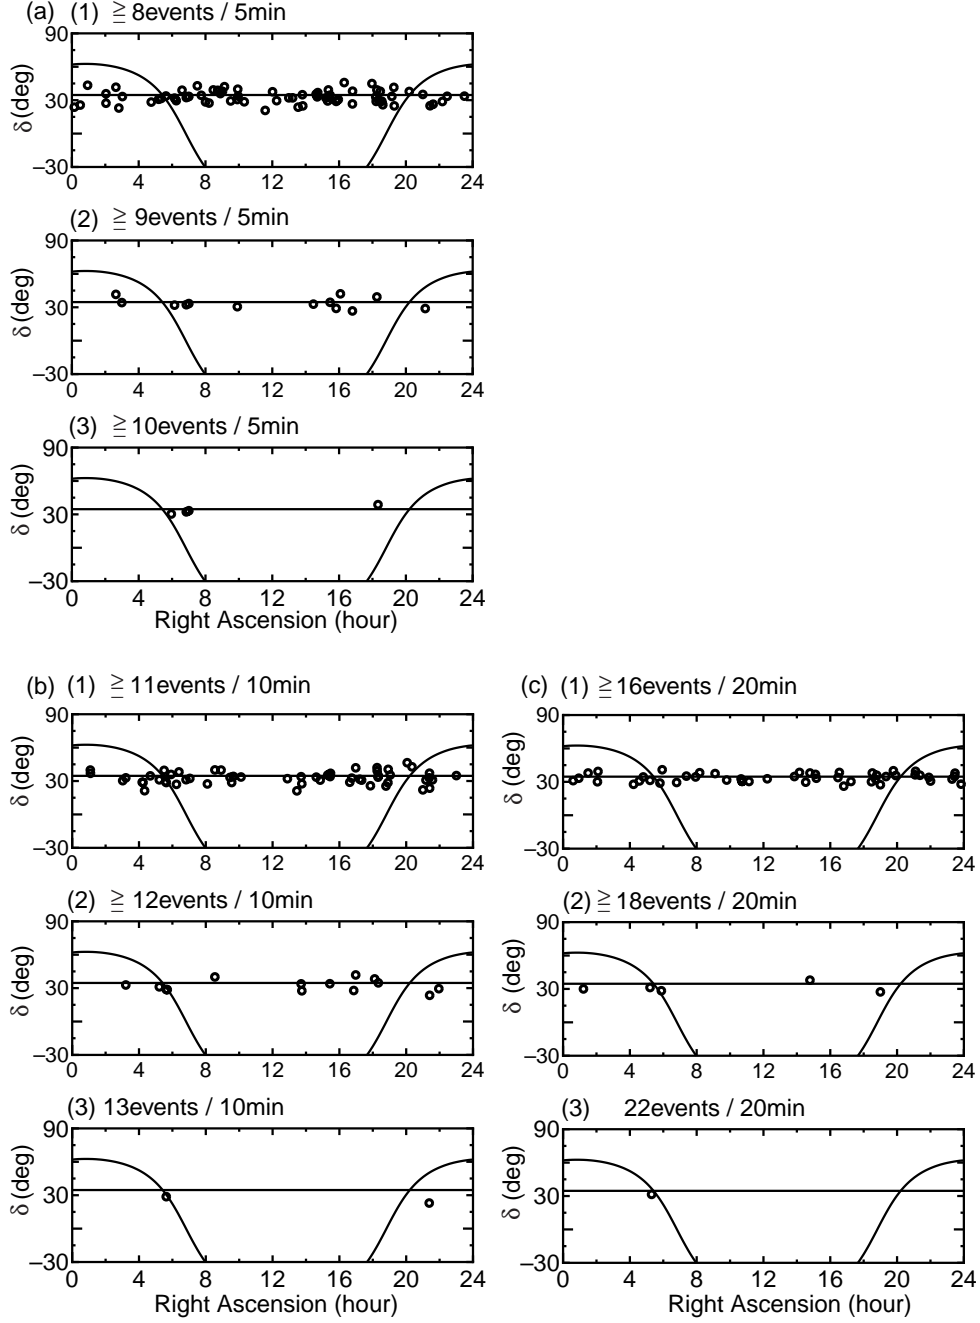 (a) (1) ≧ 8events / 5min
90
30
−30
δ (deg)
0 4 8 12 16 20 24
(2) ≧ 9events / 5min
90
30
−30
δ (deg)
0 4 8 12 16 20 24
(3) ≧ 10events / 5min
90
30
−30
δ (deg)
0 4 8 12 16 20 24
Right Ascension (hour)
(b) (1) ≧ 11events / 10min
90
30
−30
δ (deg)
0 4 8 12 16 20 24
(2) ≧ 12events / 10min
90
30
−30
δ (deg)
0 4 8 12 16 20 24
(3) 13events / 10min
90
30
−30
δ (deg)
0 4 8 12 16 20 24
Right Ascension (hour)
(c) (1) ≧ 16events / 20min
90
30
−30
δ (deg)
0 4 8 12 16 20 24
(2) ≧ 18events / 20min
90
30
−30
δ (deg)
0 4 8 12 16 20 24
(3) 22events / 20min
90
30
−30
δ (deg)
0 4 8 12 16 20 24
Right Ascension (hour)